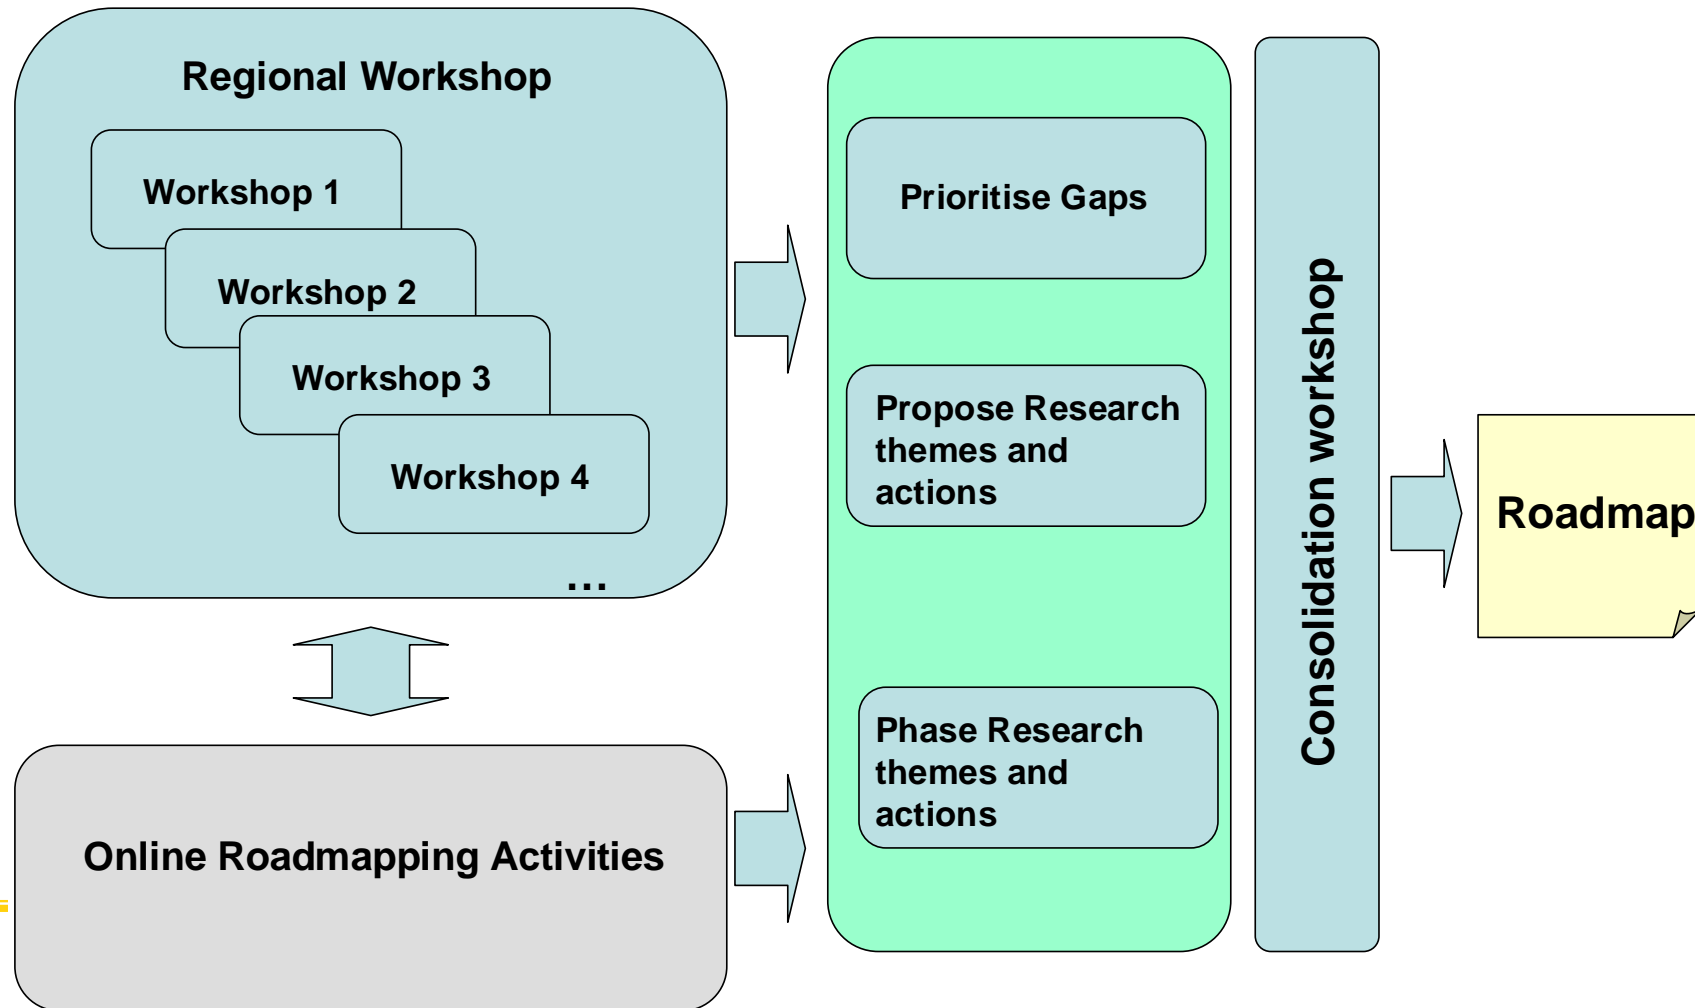 Regional Workshop
Workshop 1
Workshop 2
Workshop 3
Workshop 4
...
Online Roadmapping Activities
Prioritise Gaps
Propose Research
themes and
actions
Phase Research
themes and
actions
Consolidation workshop
Roadmap